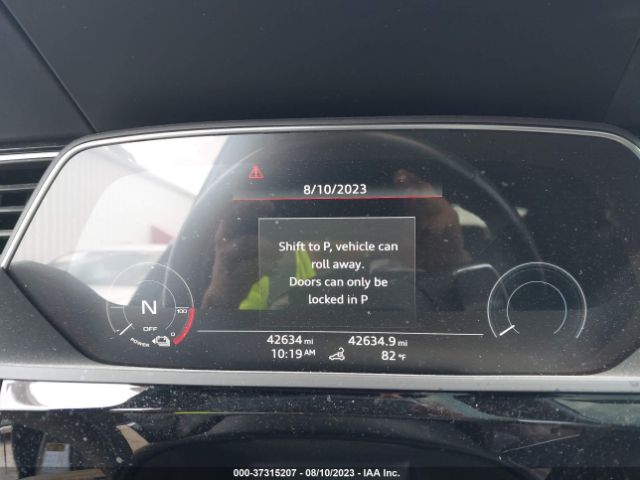 8/10/2023
Shift to P, vehicle can
roll away.
Doors can only be
locked in P
N
OFF
POWER
0
100
42634 mi
42634.9 mi
10:19 AM
82 °F
000-37315207 - 08/10/2023 - IAA Inc.